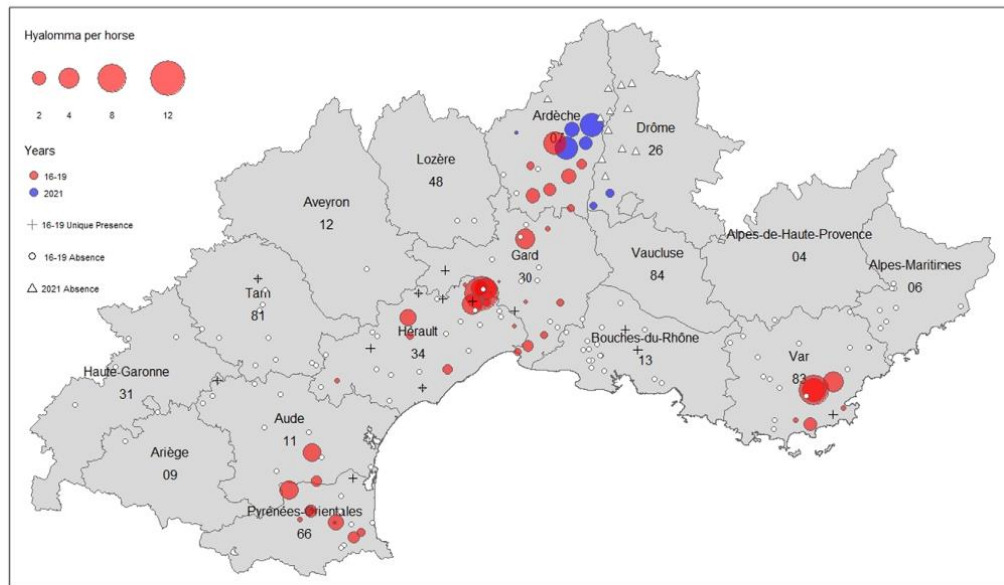 Hyalomma per horse
2 4 8 12
Years
16-19
2021
16-19 Unique Presence
16-19 Absence
2021 Absence
Ardèche
07
Drôme
26
Lozère
48
Aveyron
12
Alpes-de-Haute-Provence
04
Vaucluse
84
Gard
30
Alpes-Maritimes
06
Tarn
81
Hérault
34
Bouches-du-Rhône
13
Var
83
Haute-Garonne
31
Aude
11
Ariège
09
Pyrénées-Orientales
66